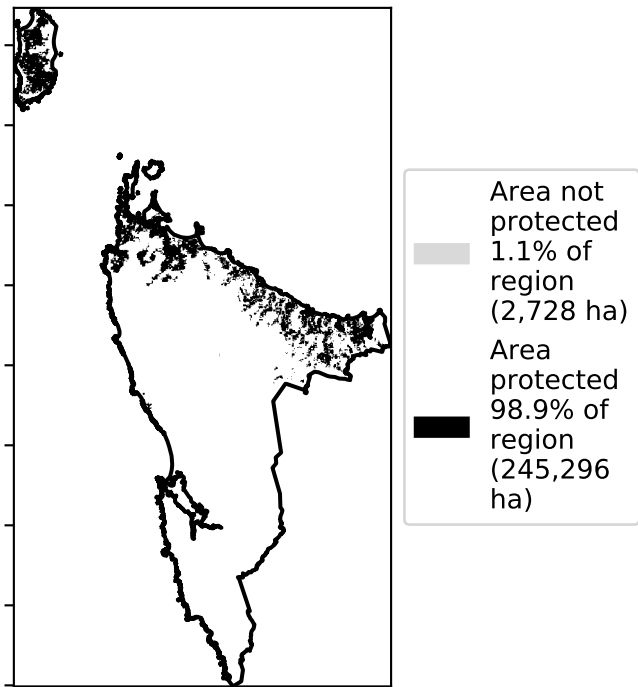 Area not
protected
1.1% of
region
(2,728 ha)
Area
protected
98.9% of
region
(245,296
ha)